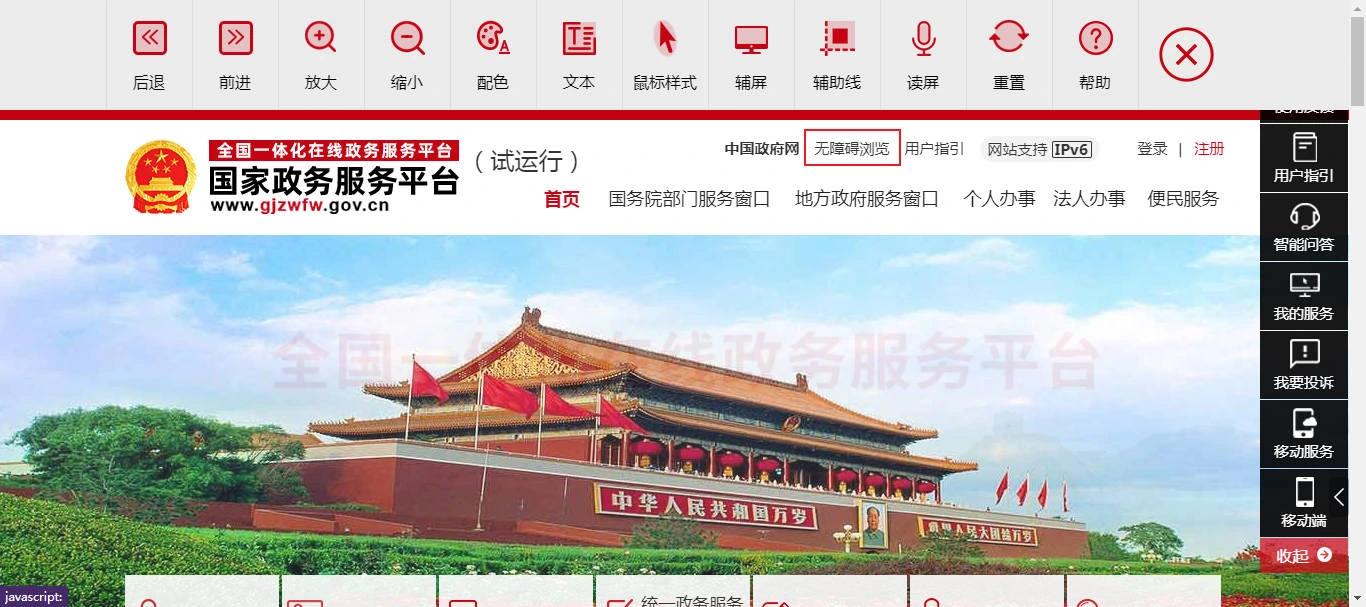 后退 前进 放大 缩小 配色 文本 鼠标样式 辅屏 辅助线 读屏 重置 帮助
全国一体化在线政务服务平台
国家政务服务平台
www.gjzwfw.gov.cn
（试运行）
中国政府网 无障碍浏览 用户指引 网站支持 IPv6 登录 | 注册
首页 国务院部门服务窗口 地方政府服务窗口 个人办事 法人办事 便民服务
用户指引
智能问答
我的服务
我要投诉
移动服务
移动端
收起
全国一体化在线政务服务平台
中华人民共和国万岁
世界人民大团结万岁
统一政务服务
javascript: